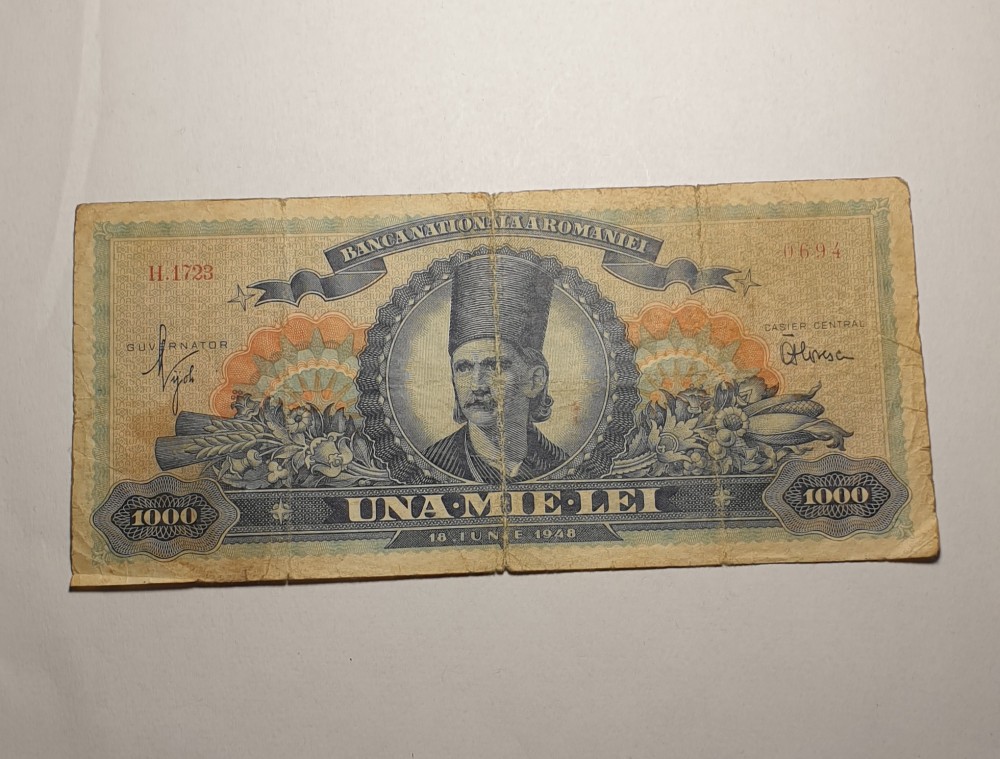 BANCA NATIONALA A ROMANIEI
H.1723
0694
GUVERNATOR
CASIER CENTRAL
UNA·MIE·LEI
1000
1000
18 IUNIE 1948